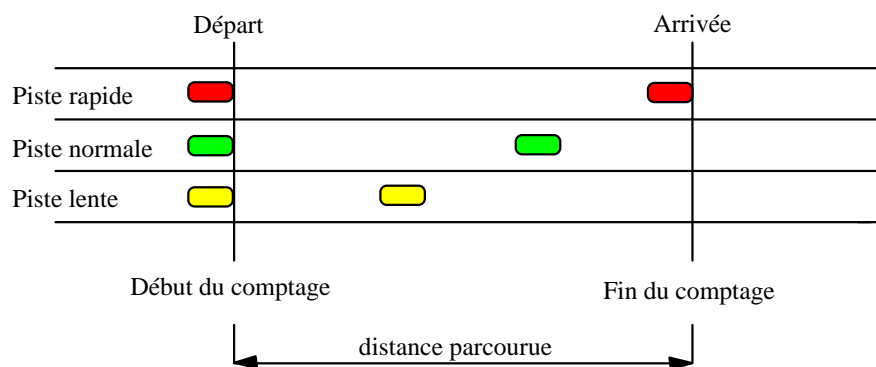 Départ
Arrivée
Piste rapide
Piste normale
Piste lente
Début du comptage
Fin du comptage
distance parcourue